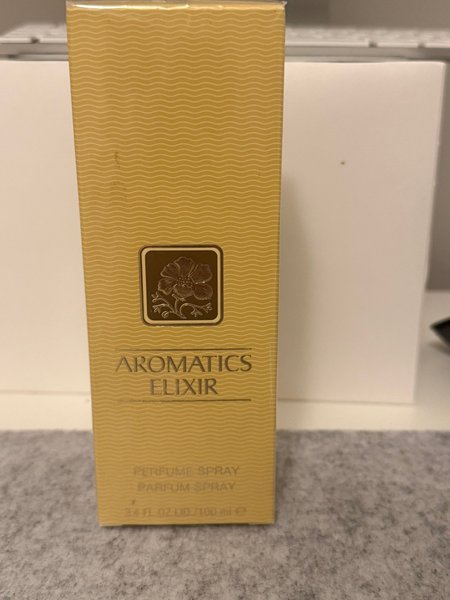 AROMATICS
ELIXIR
PERFUME SPRAY
PARFUM SPRAY
3.4 FL OZ LIQ./100 ml ℮